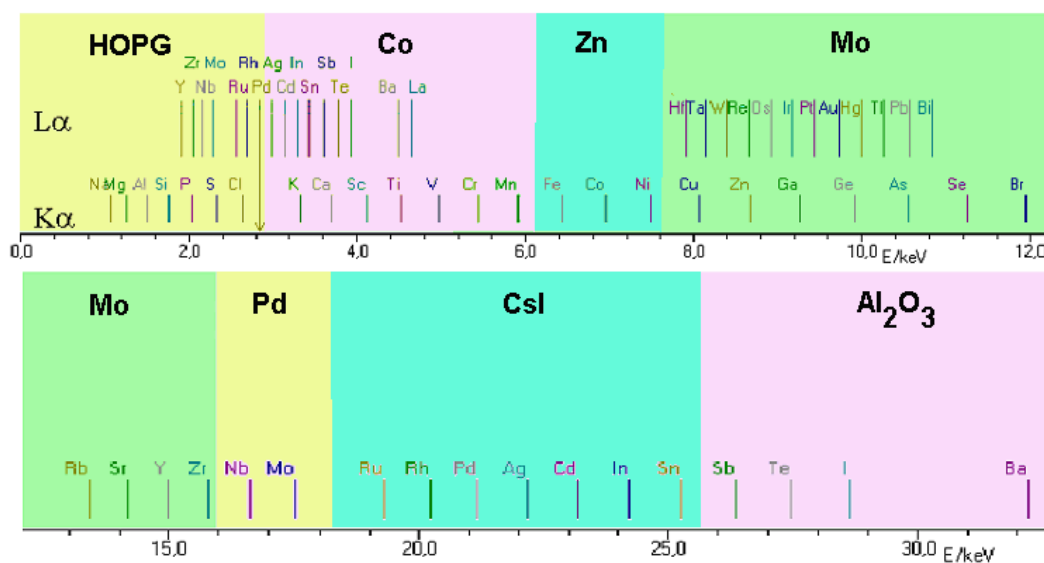 HOPG Co Zn Mo
Zr Mo Rh Ag In Sb I
Y Nb Ru Pd Cd Sn Te Ba La
Hf Ta W Re Os Ir Pt Au Hg Tl Pb Bi
Lα
Na Mg Al Si P S Cl K Ca Sc Ti V Cr Mn Fe Co Ni Cu Zn Ga Ge As Se Br
Kα
0,0 2,0 4,0 6,0 8,0 10,0 E/keV 12,0
Mo Pd CsI Al₂O₃
Rb Sr Y Zr Nb Mo Ru Rh Pd Ag Cd In Sn Sb Te I Ba
15,0 20,0 25,0 30,0 E/keV